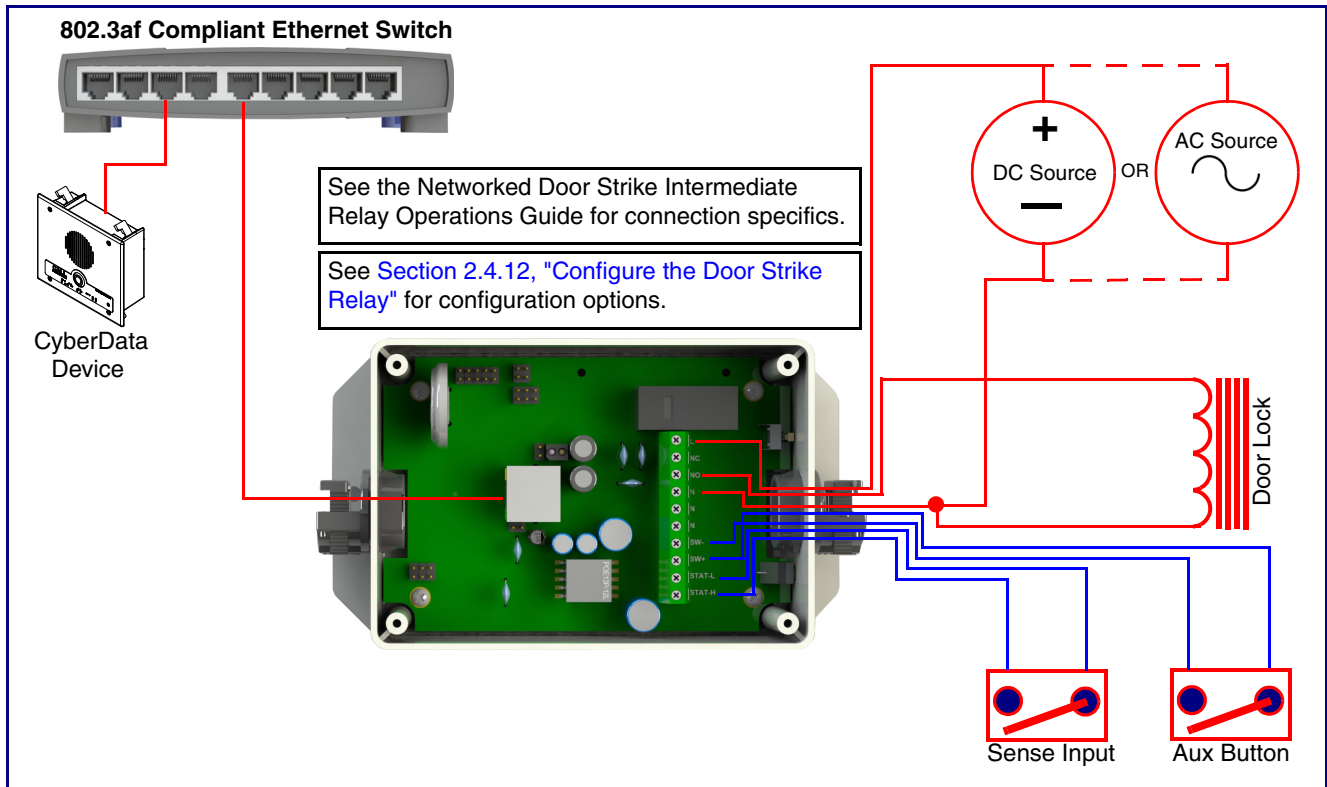 802.3af Compliant Ethernet Switch
+
DC Source
—
OR
AC Source
See the Networked Door Strike Intermediate
Relay Operations Guide for connection specifics.
See Section 2.4.12, "Configure the Door Strike
Relay" for configuration options.
CyberData
Device
L
NC
NO
N
N
N
SW-
SW+
STAT-L
STAT-H
Door Lock
Sense Input
Aux Button